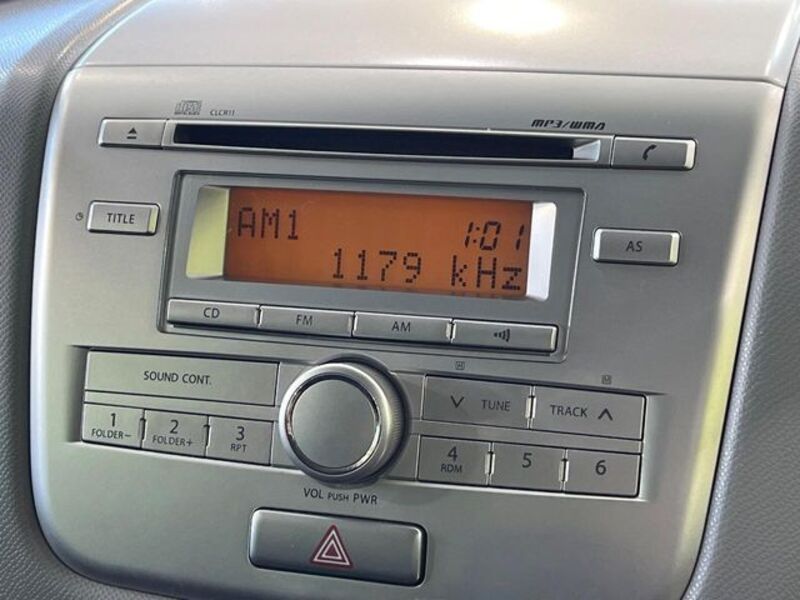 CLCR11
MP3/WMA
TITLE
AM1 1:01
1179 kHz
AS
CD FM AM
SOUND CONT.
TUNE TRACK
1 2 3
FOLDER- FOLDER+ RPT
4 5 6
RDM
VOL PUSH PWR